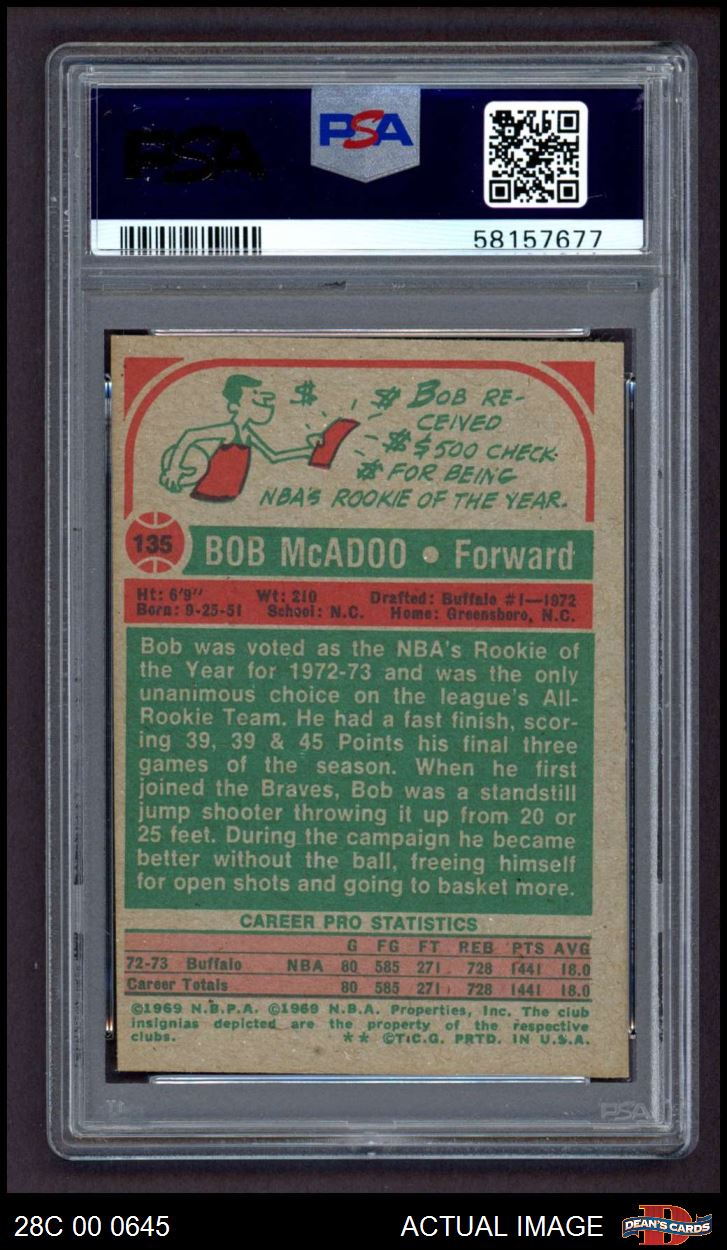 PSA
PSA
58157677
$ $ BOB RE-
CEIVED
$ $500 CHECK
$ FOR BEING
NBA'S ROOKIE OF THE YEAR.
135 BOB McADOO • Forward
Ht: 6'9" Wt: 210 Drafted: Buffalo #1—1972
Born: 9-25-51 School: N.C. Home: Greensboro, N.C.
Bob was voted as the NBA's Rookie of
the Year for 1972-73 and was the only
unanimous choice on the league's All-
Rookie Team. He had a fast finish, scor-
ing 39, 39 & 45 Points his final three
games of the season. When he first
joined the Braves, Bob was a standstill
jump shooter throwing it up from 20 or
25 feet. During the campaign he became
better without the ball, freeing himself
for open shots and going to basket more.
CAREER PRO STATISTICS
G FG FT REB PTS AVG
72-73 Buffalo NBA 80 585 271 728 1441 18.0
Career Totals 80 585 271 728 1441 18.0
©1969 N.B.P.A. ©1969 N.B.A. Properties, Inc. The club
insignias depicted are the property of the respective
clubs. ** ©T.C.G. PRTD. IN U.S.A.
PSA
28C 00 0645 ACTUAL IMAGE DEAN'S CARDS